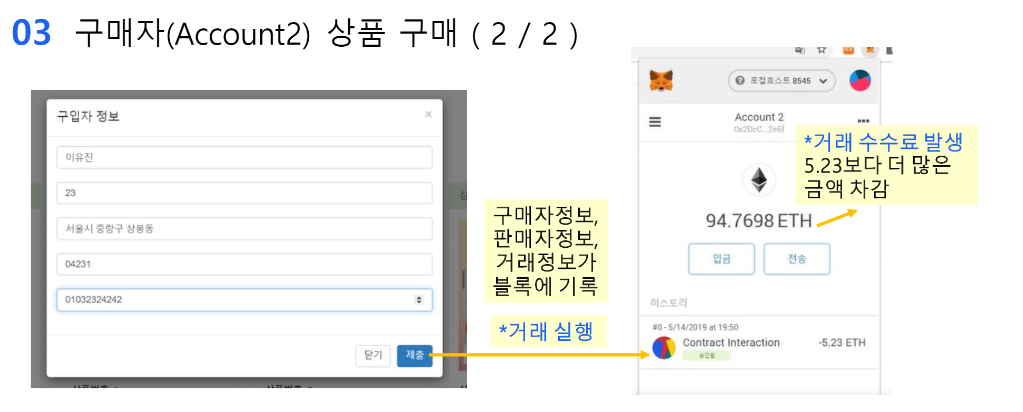 03 구매자(Account2) 상품 구매 ( 2 / 2 )
구입자 정보
×
이유진
23
서울시 중랑구 상봉동
04231
01032324242
닫기
제출
구매자정보,
판매자정보,
거래정보가
블록에 기록
*거래 실행
로컬호스트 8545
Account 2
0x2DcC...2e6f
*거래 수수료 발생
5.23보다 더 많은
금액 차감
94.7698 ETH
입금
전송
히스토리
#0 - 5/14/2019 at 19:50
Contract Interaction
-5.23 ETH
승인됨